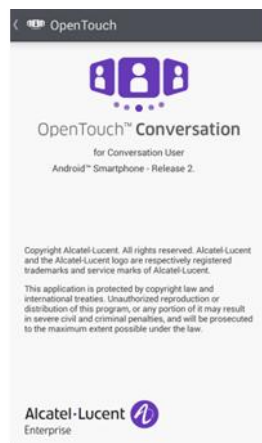 OpenTouch
OpenTouch™ Conversation
for Conversation User
Android™ Smartphone - Release 2.
Copyright Alcatel-Lucent. All rights reserved. Alcatel-Lucent
and the Alcatel-Lucent logo are respectively registered
trademarks and service marks of Alcatel-Lucent.
This application is protected by copyright law and
international treaties. Unauthorized reproduction or
distribution of this program, or any portion of it may result
in severe civil and criminal penalties, and will be prosecuted
to the maximum extent possible under the law.
Alcatel·Lucent
Enterprise